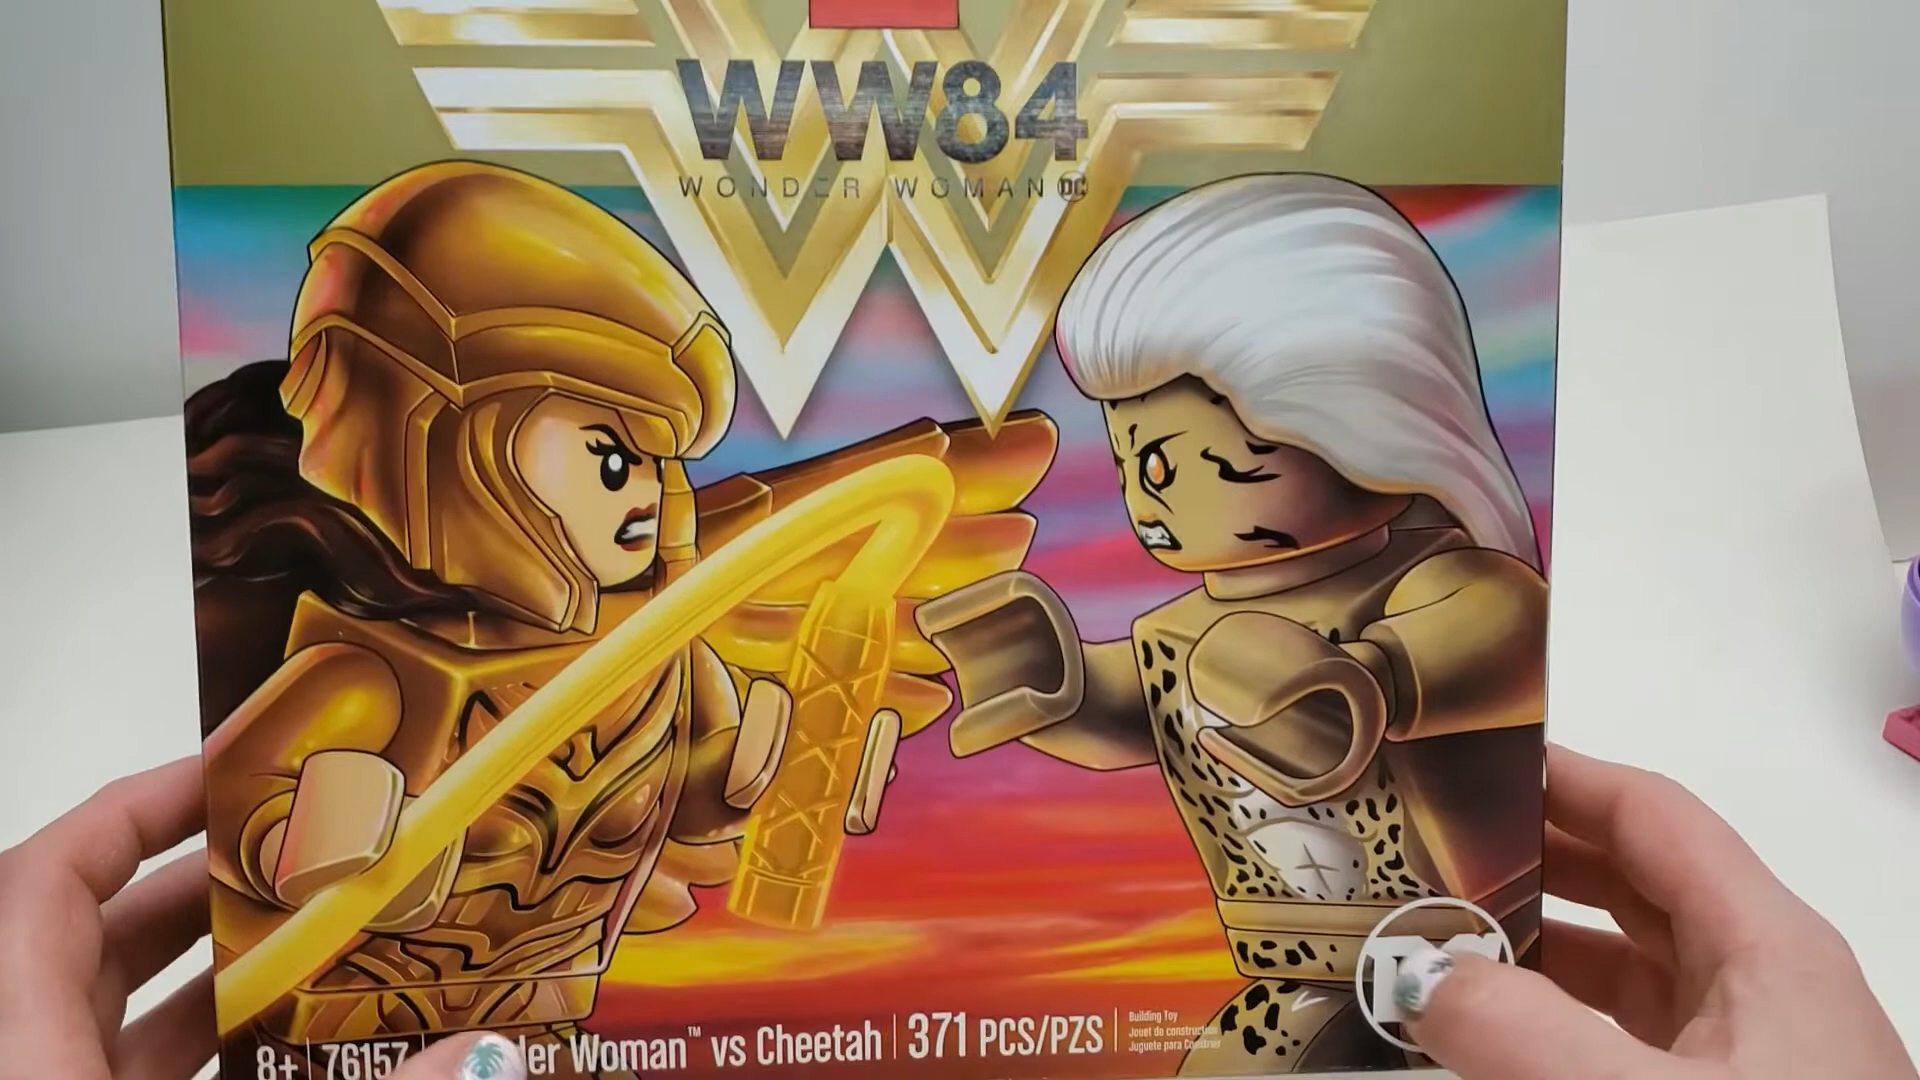 WW84
WONDER WOMAN DC
8+ 76157 der Woman™ vs Cheetah 371 PCS/PZS
Building Toy
Jouet de construction
Juguete para Construir